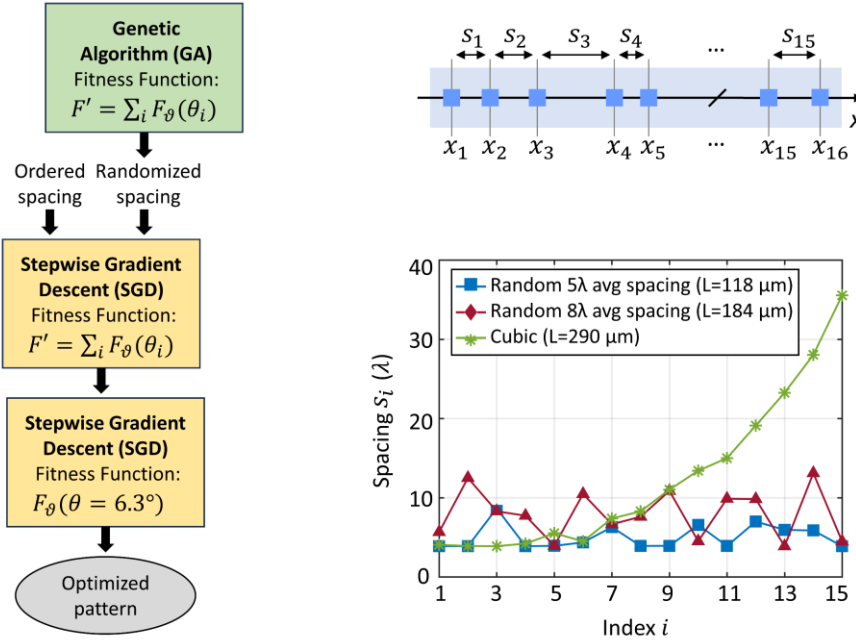 Genetic
Algorithm (GA)
Fitness Function:
F′ = ∑ᵢ F_ϑ(θᵢ)
Ordered spacing
Randomized spacing
Stepwise Gradient
Descent (SGD)
Fitness Function:
F′ = ∑ᵢ F_ϑ(θᵢ)
Stepwise Gradient
Descent (SGD)
Fitness Function:
F_ϑ(θ = 6.3°)
Optimized
pattern
s₁ s₂ s₃ s₄ ... s₁₅
x
x₁ x₂ x₃ x₄ x₅ ... x₁₅ x₁₆
Random 5λ avg spacing (L=118 μm)
Random 8λ avg spacing (L=184 μm)
Cubic (L=290 μm)
Spacing sᵢ (λ)
40
30
20
10
0
1 3 5 7 9 11 13 15
Index i